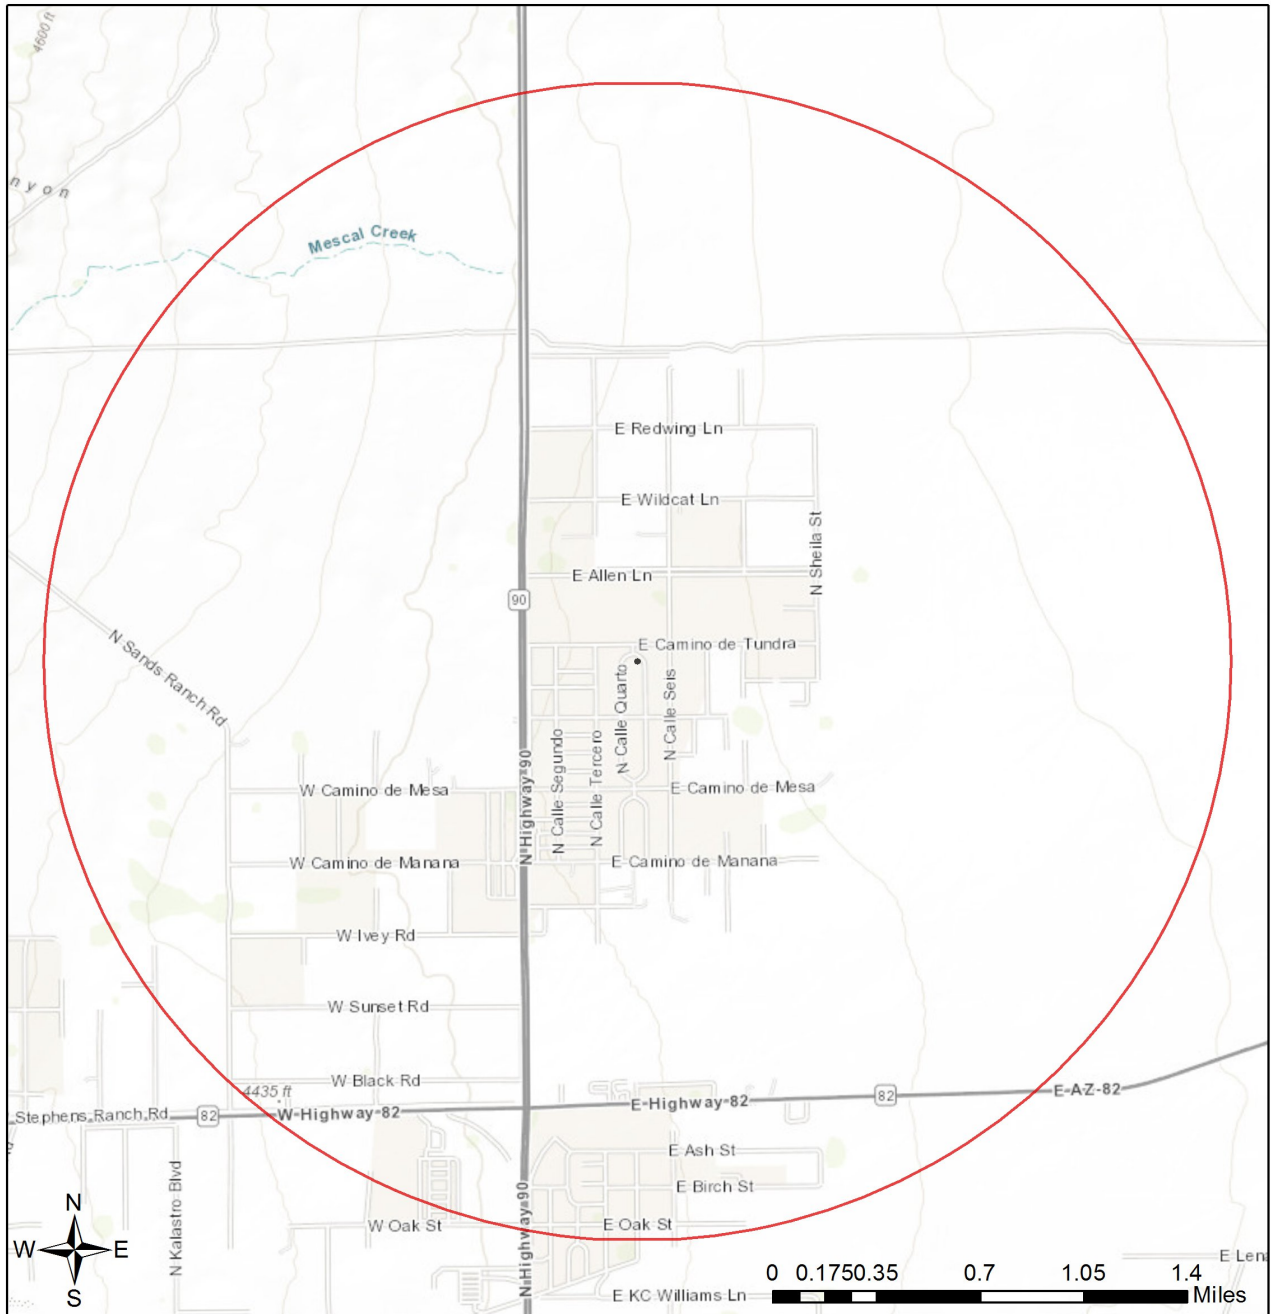 4600 ft
nyon
Mescal Creek
E Redwing Ln
E Wildcat Ln
N Sheila St
E Allen Ln
90
E Camino de Tundra
N Sands Ranch Rd
N Calle Quarto
N Calle Seis
N Calle Segundo
N Calle Tercero
N Highway 90
W Camino de Mesa
E Camino de Mesa
W Camino de Manana
E Camino de Manana
W Ivey Rd
W Sunset Rd
W Black Rd
4435 ft
Stephens Ranch Rd
82
W Highway 82
E Highway 82
82
E AZ-82
E Ash St
E Birch St
N Kalastro Blvd
N Highway 90
W Oak St
E Oak St
E Len
E KC Williams Ln
N
W E
S
0 0.175 0.35 0.7 1.05 1.4
Miles